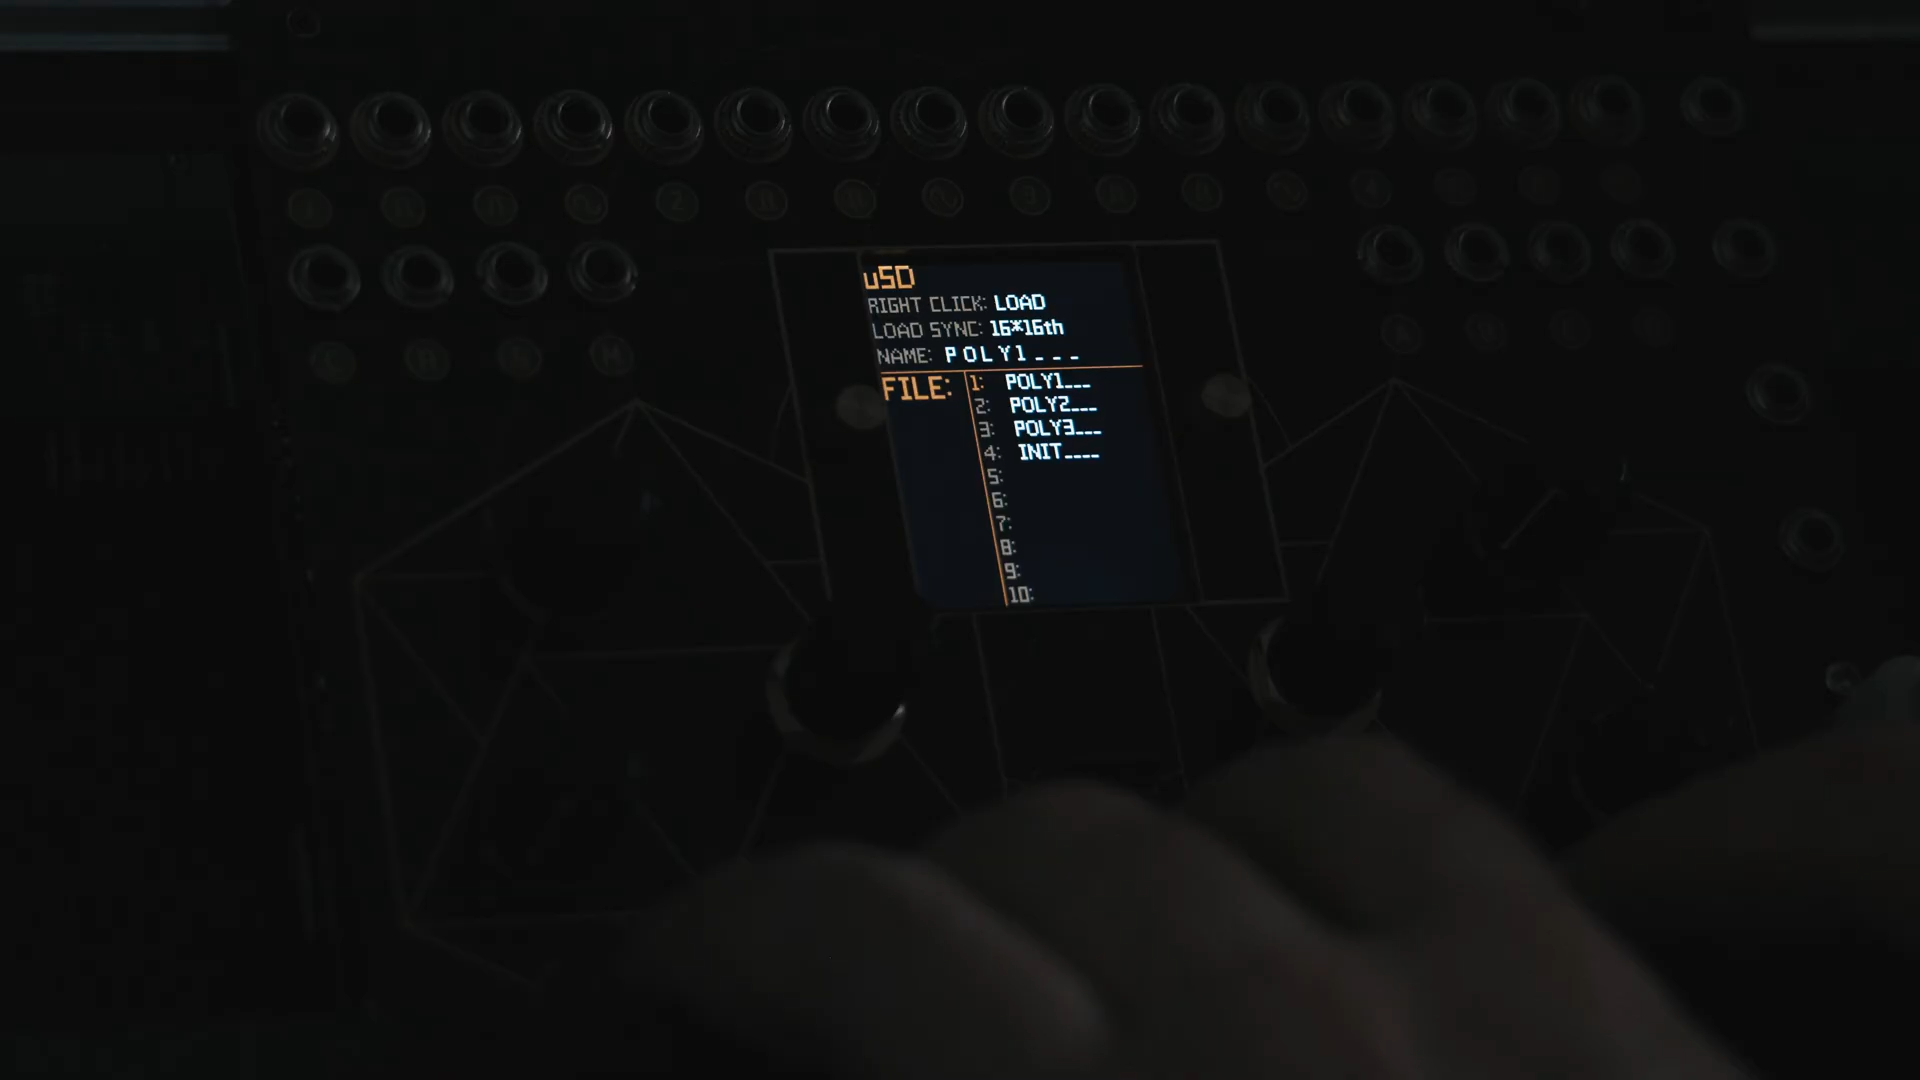 uSD
RIGHT CLICK: LOAD
LOAD SYNC: 16*16th
NAME: POLY1___
FILE:
1: POLY1___
2: POLY2___
3: POLY3___
4: INIT____
5:
6:
7:
8:
9:
10: